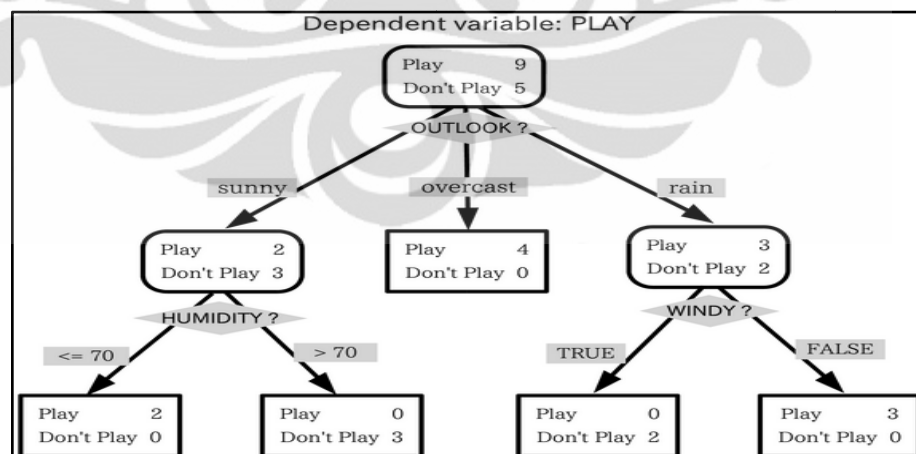 Dependent variable: PLAY
Play 9
Don't Play 5
OUTLOOK ?
sunny
overcast
rain
Play 2
Don't Play 3
Play 4
Don't Play 0
Play 3
Don't Play 2
HUMIDITY ?
WINDY ?
<= 70
> 70
TRUE
FALSE
Play 2
Don't Play 0
Play 0
Don't Play 3
Play 0
Don't Play 2
Play 3
Don't Play 0